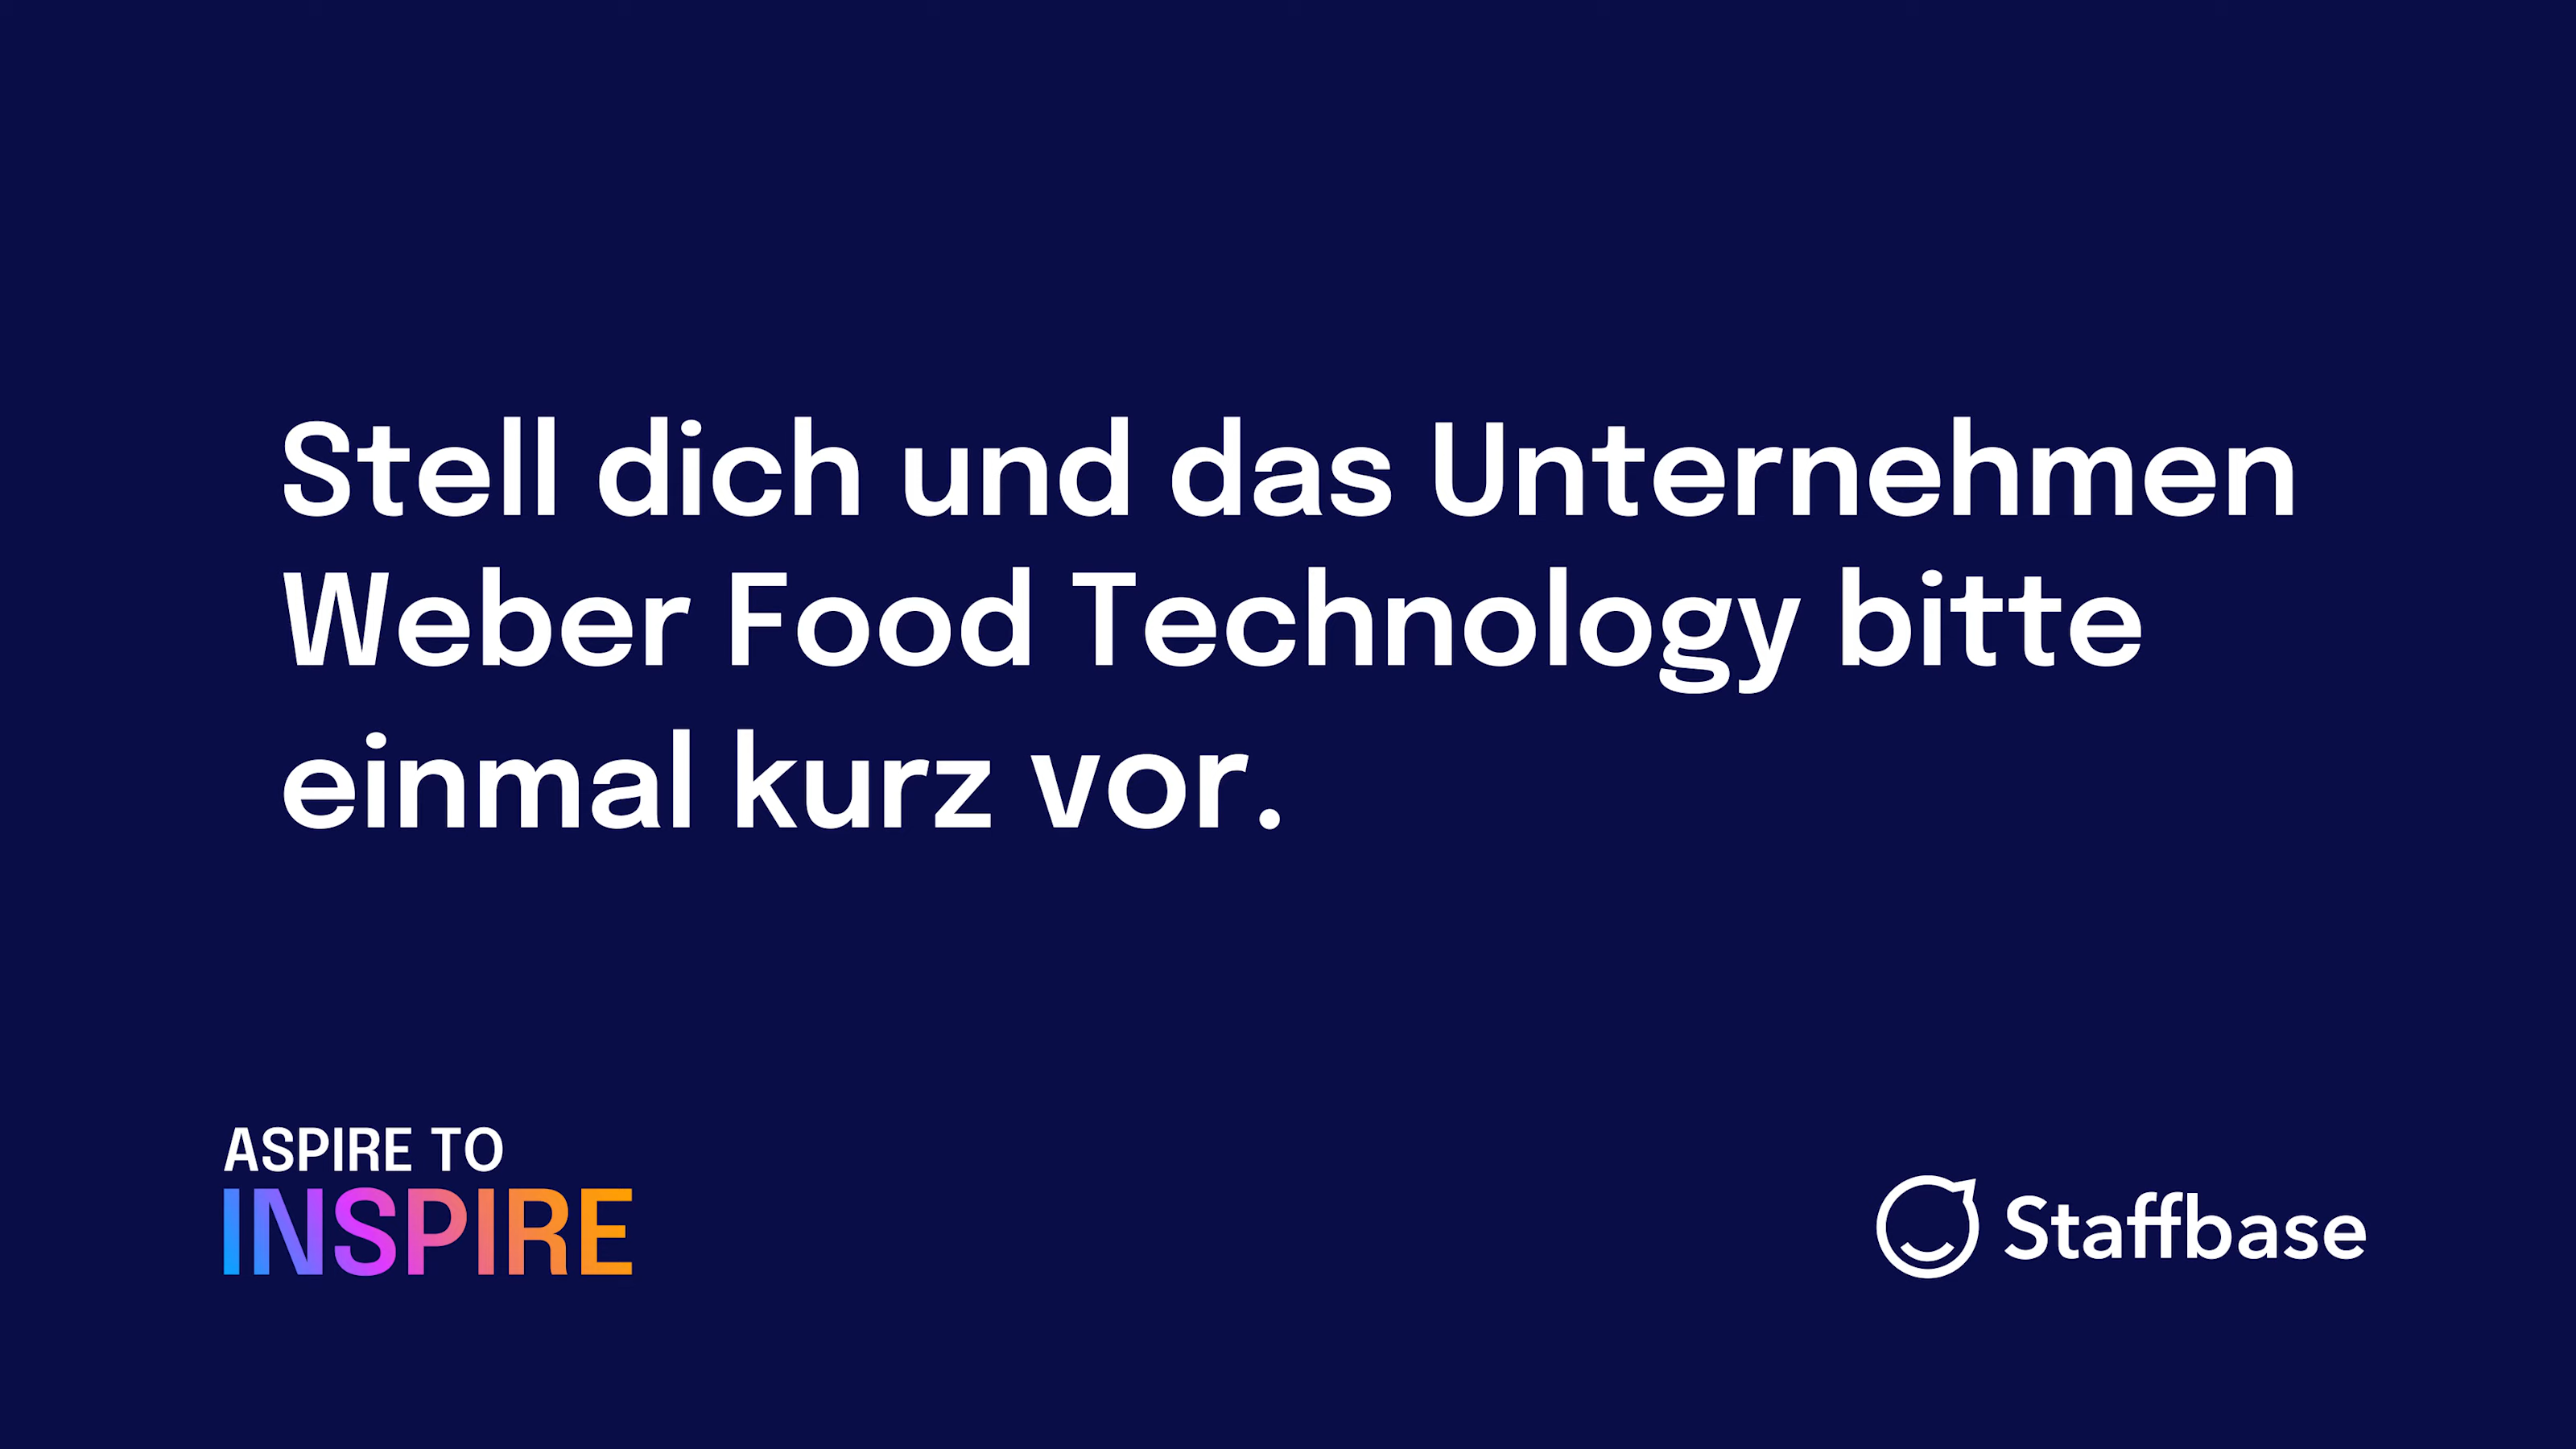 Stell dich und das Unternehmen
Weber Food Technology bitte
einmal kurz vor.
ASPIRE TO
INSPIRE
Staffbase